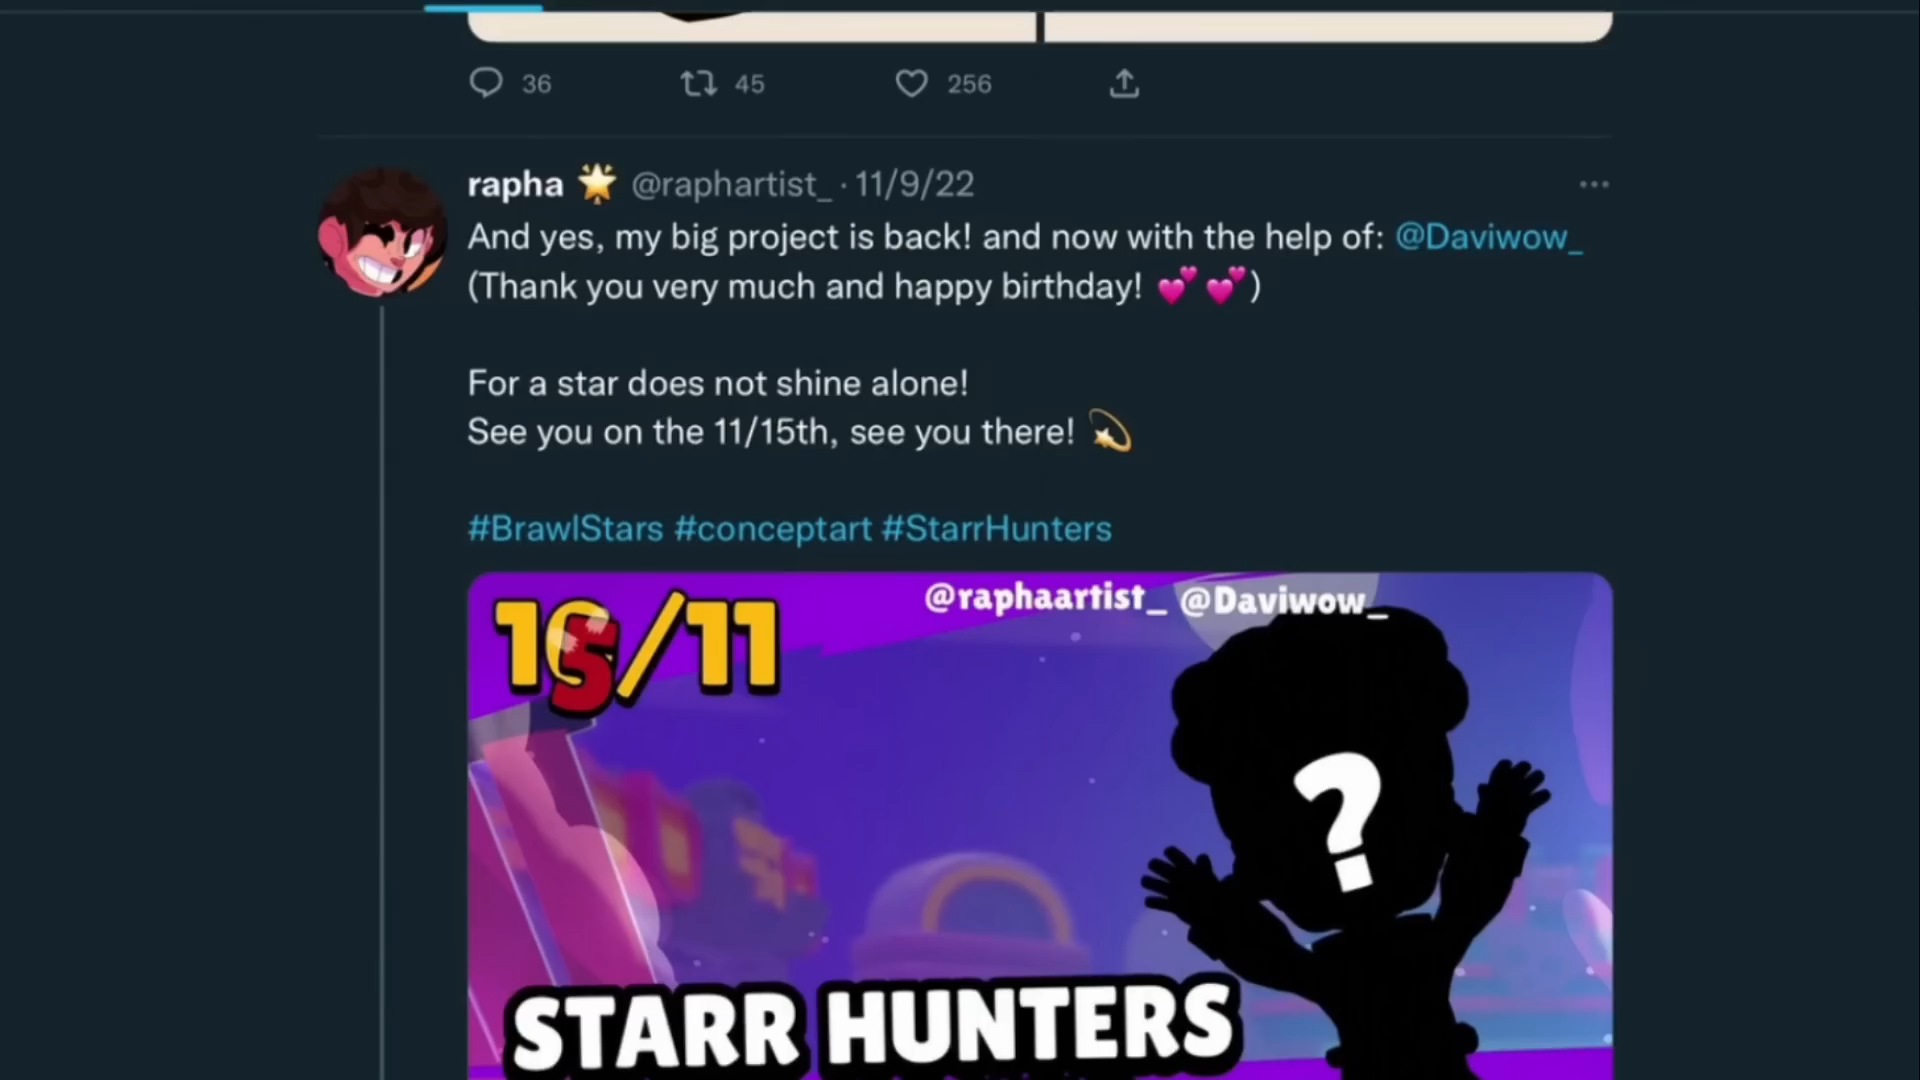 36 45 256
rapha 🌟 @raphartist_ · 11/9/22
And yes, my big project is back! and now with the help of: @Daviwow_
(Thank you very much and happy birthday! 💕💕)
For a star does not shine alone!
See you on the 11/15th, see you there! 💫
#BrawlStars #conceptart #StarrHunters
@raphaartist_ @Daviwow_
15/11
?
STARR HUNTERS